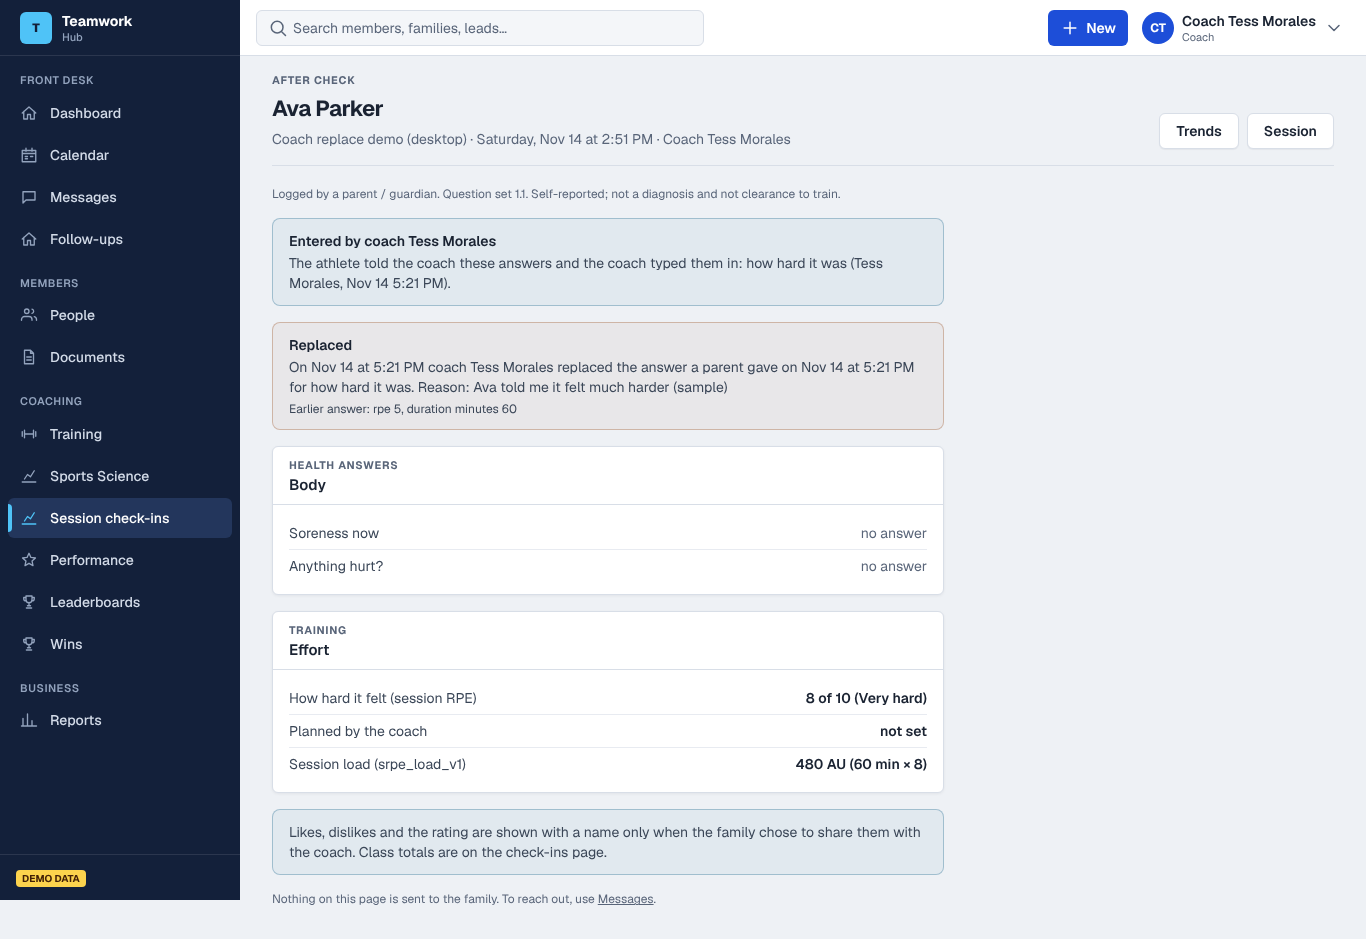 Teamwork
Hub
T
Search members, families, leads...
New
CT
Coach Tess Morales
Coach
FRONT DESK
Dashboard
Calendar
Messages
Follow-ups
MEMBERS
People
Documents
COACHING
Training
Sports Science
Session check-ins
Performance
Leaderboards
Wins
BUSINESS
Reports
DEMO DATA
AFTER CHECK
Ava Parker
Coach replace demo (desktop) · Saturday, Nov 14 at 2:51 PM · Coach Tess Morales
Trends
Session
Logged by a parent / guardian. Question set 1.1. Self-reported; not a diagnosis and not clearance to train.
Entered by coach Tess Morales
The athlete told the coach these answers and the coach typed them in: how hard it was (Tess
Morales, Nov 14 5:21 PM).
Replaced
On Nov 14 at 5:21 PM coach Tess Morales replaced the answer a parent gave on Nov 14 at 5:21 PM
for how hard it was. Reason: Ava told me it felt much harder (sample)
Earlier answer: rpe 5, duration minutes 60
HEALTH ANSWERS
Body
Soreness now no answer
Anything hurt? no answer
TRAINING
Effort
How hard it felt (session RPE) 8 of 10 (Very hard)
Planned by the coach not set
Session load (srpe_load_v1) 480 AU (60 min × 8)
Likes, dislikes and the rating are shown with a name only when the family chose to share them with
the coach. Class totals are on the check-ins page.
Nothing on this page is sent to the family. To reach out, use Messages.